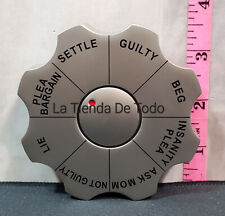 SETTLE
GUILTY
BEG
INSANITY
PLEA
ASK MOM
NOT GUILTY
LIE
PLEA
BARGAIN
La Tienda De Todo